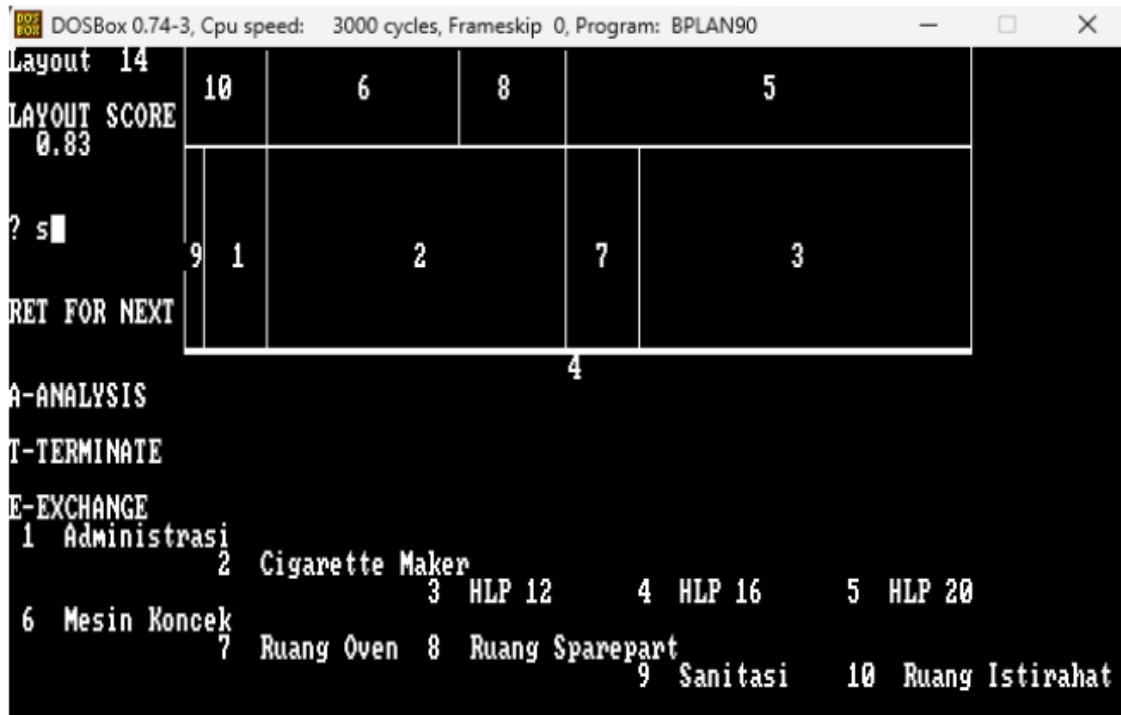 DOSBox 0.74-3, Cpu speed: 3000 cycles, Frameskip 0, Program: BPLAN90
Layout 14
10 6 8 5
LAYOUT SCORE
0.83
? s
9 1 2 7 3
RET FOR NEXT
4
A-ANALYSIS
T-TERMINATE
E-EXCHANGE
1 Administrasi
2 Cigarette Maker
3 HLP 12 4 HLP 16 5 HLP 20
6 Mesin Koncek
7 Ruang Oven 8 Ruang Sparepart
9 Sanitasi 10 Ruang Istirahat